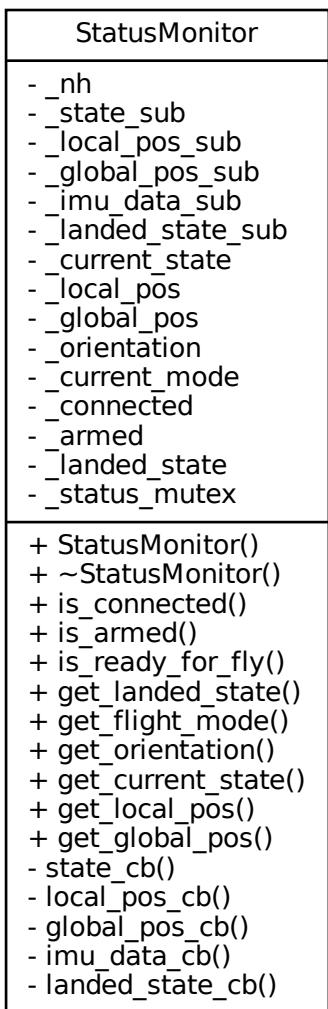 StatusMonitor
- _nh
- _state_sub
- _local_pos_sub
- _global_pos_sub
- _imu_data_sub
- _landed_state_sub
- _current_state
- _local_pos
- _global_pos
- _orientation
- _current_mode
- _connected
- _armed
- _landed_state
- _status_mutex
+ StatusMonitor()
+ ~StatusMonitor()
+ is_connected()
+ is_armed()
+ is_ready_for_fly()
+ get_landed_state()
+ get_flight_mode()
+ get_orientation()
+ get_current_state()
+ get_local_pos()
+ get_global_pos()
- state_cb()
- local_pos_cb()
- global_pos_cb()
- imu_data_cb()
- landed_state_cb()